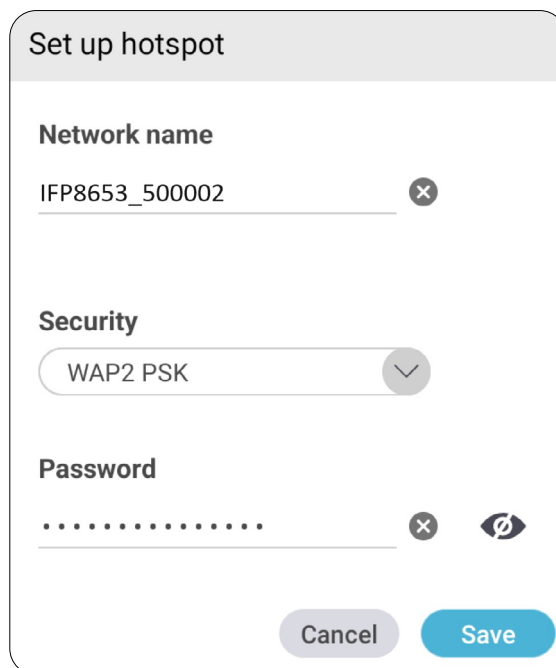 Set up hotspot
Network name
IFP8653_500002
Security
WAP2 PSK
Password
•••••••••••••••
Cancel Save